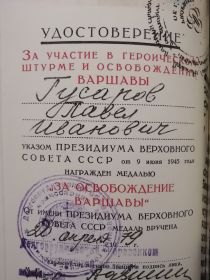 УДОСТОВЕРЕНИЕ
ЗА УЧАСТИЕ В ГЕРОИЧЕСКОМ
ШТУРМЕ И ОСВОБОЖДЕНИИ
ВАРШАВЫ
Гусаров
Павел
Иванович
УКАЗОМ ПРЕЗИДИУМА ВЕРХОВНОГО
СОВЕТА СССР от 9 июня 1945 года
НАГРАЖДЕН МЕДАЛЬЮ
„ЗА ОСВОБОЖДЕНИЕ
ВАРШАВЫ“
ОТ ИМЕНИ ПРЕЗИДИУМА ВЕРХОВНОГО
СОВЕТА СССР МЕДАЛЬ ВРУЧЕНА
апреля